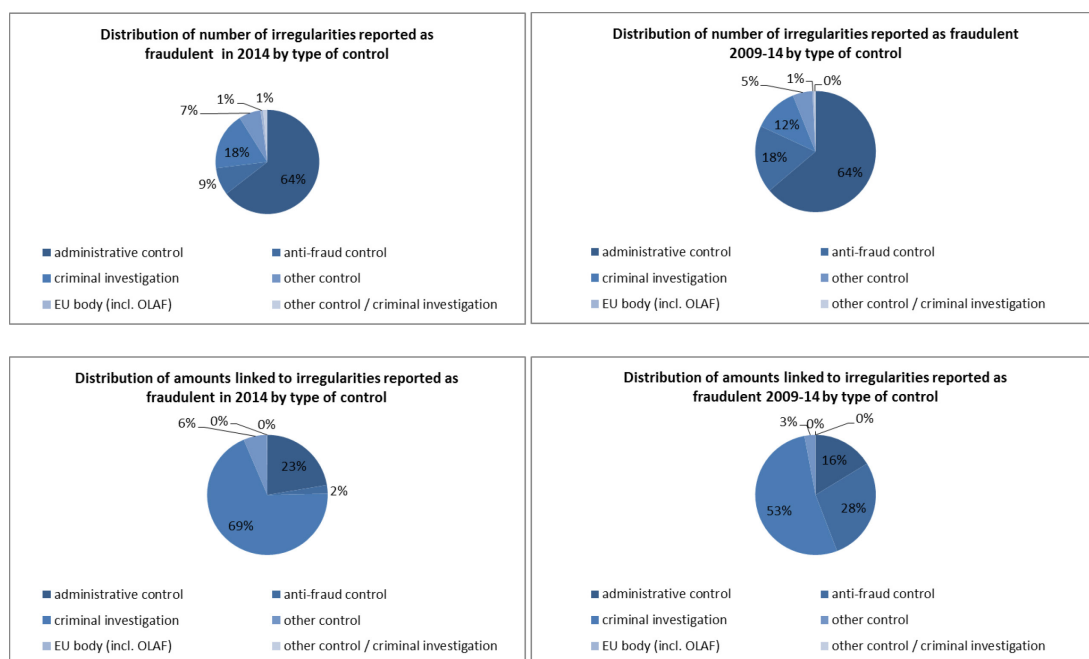 Distribution of number of irregularities reported as
fraudulent in 2014 by type of control
1%
1%
7%
18%
9%
64%
administrative control
anti-fraud control
criminal investigation
other control
EU body (incl. OLAF)
other control / criminal investigation
Distribution of number of irregularities reported as fraudulent
2009-14 by type of control
1%
0%
5%
12%
18%
64%
administrative control
anti-fraud control
criminal investigation
other control
EU body (incl. OLAF)
other control / criminal investigation
Distribution of amounts linked to irregularities reported as
fraudulent in 2014 by type of control
0%
0%
6%
23%
2%
69%
administrative control
anti-fraud control
criminal investigation
other control
EU body (incl. OLAF)
other control / criminal investigation
Distribution of amounts linked to irregularities reported as
fraudulent 2009-14 by type of control
0%
3%
0%
16%
53%
28%
administrative control
anti-fraud control
criminal investigation
other control
EU body (incl. OLAF)
other control / criminal investigation